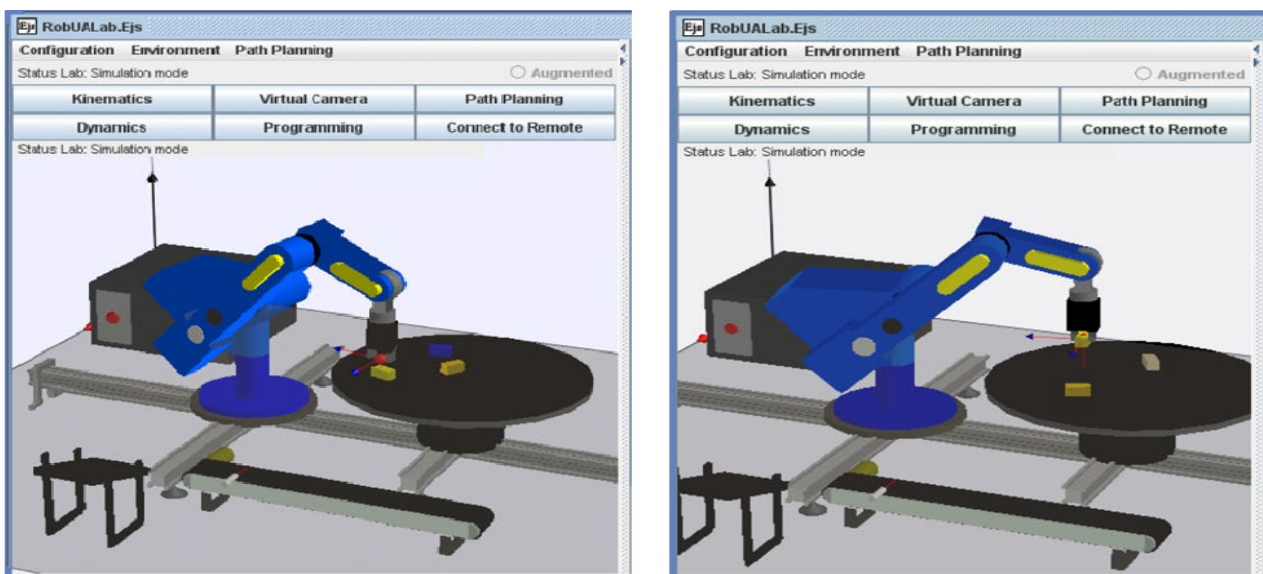 RobUALab.Ejs
Configuration Environment Path Planning
Status Lab: Simulation mode Augmented
Kinematics Virtual Camera Path Planning
Dynamics Programming Connect to Remote
Status Lab: Simulation mode
RobUALab.Ejs
Configuration Environment Path Planning
Status Lab: Simulation mode Augmented
Kinematics Virtual Camera Path Planning
Dynamics Programming Connect to Remote
Status Lab: Simulation mode